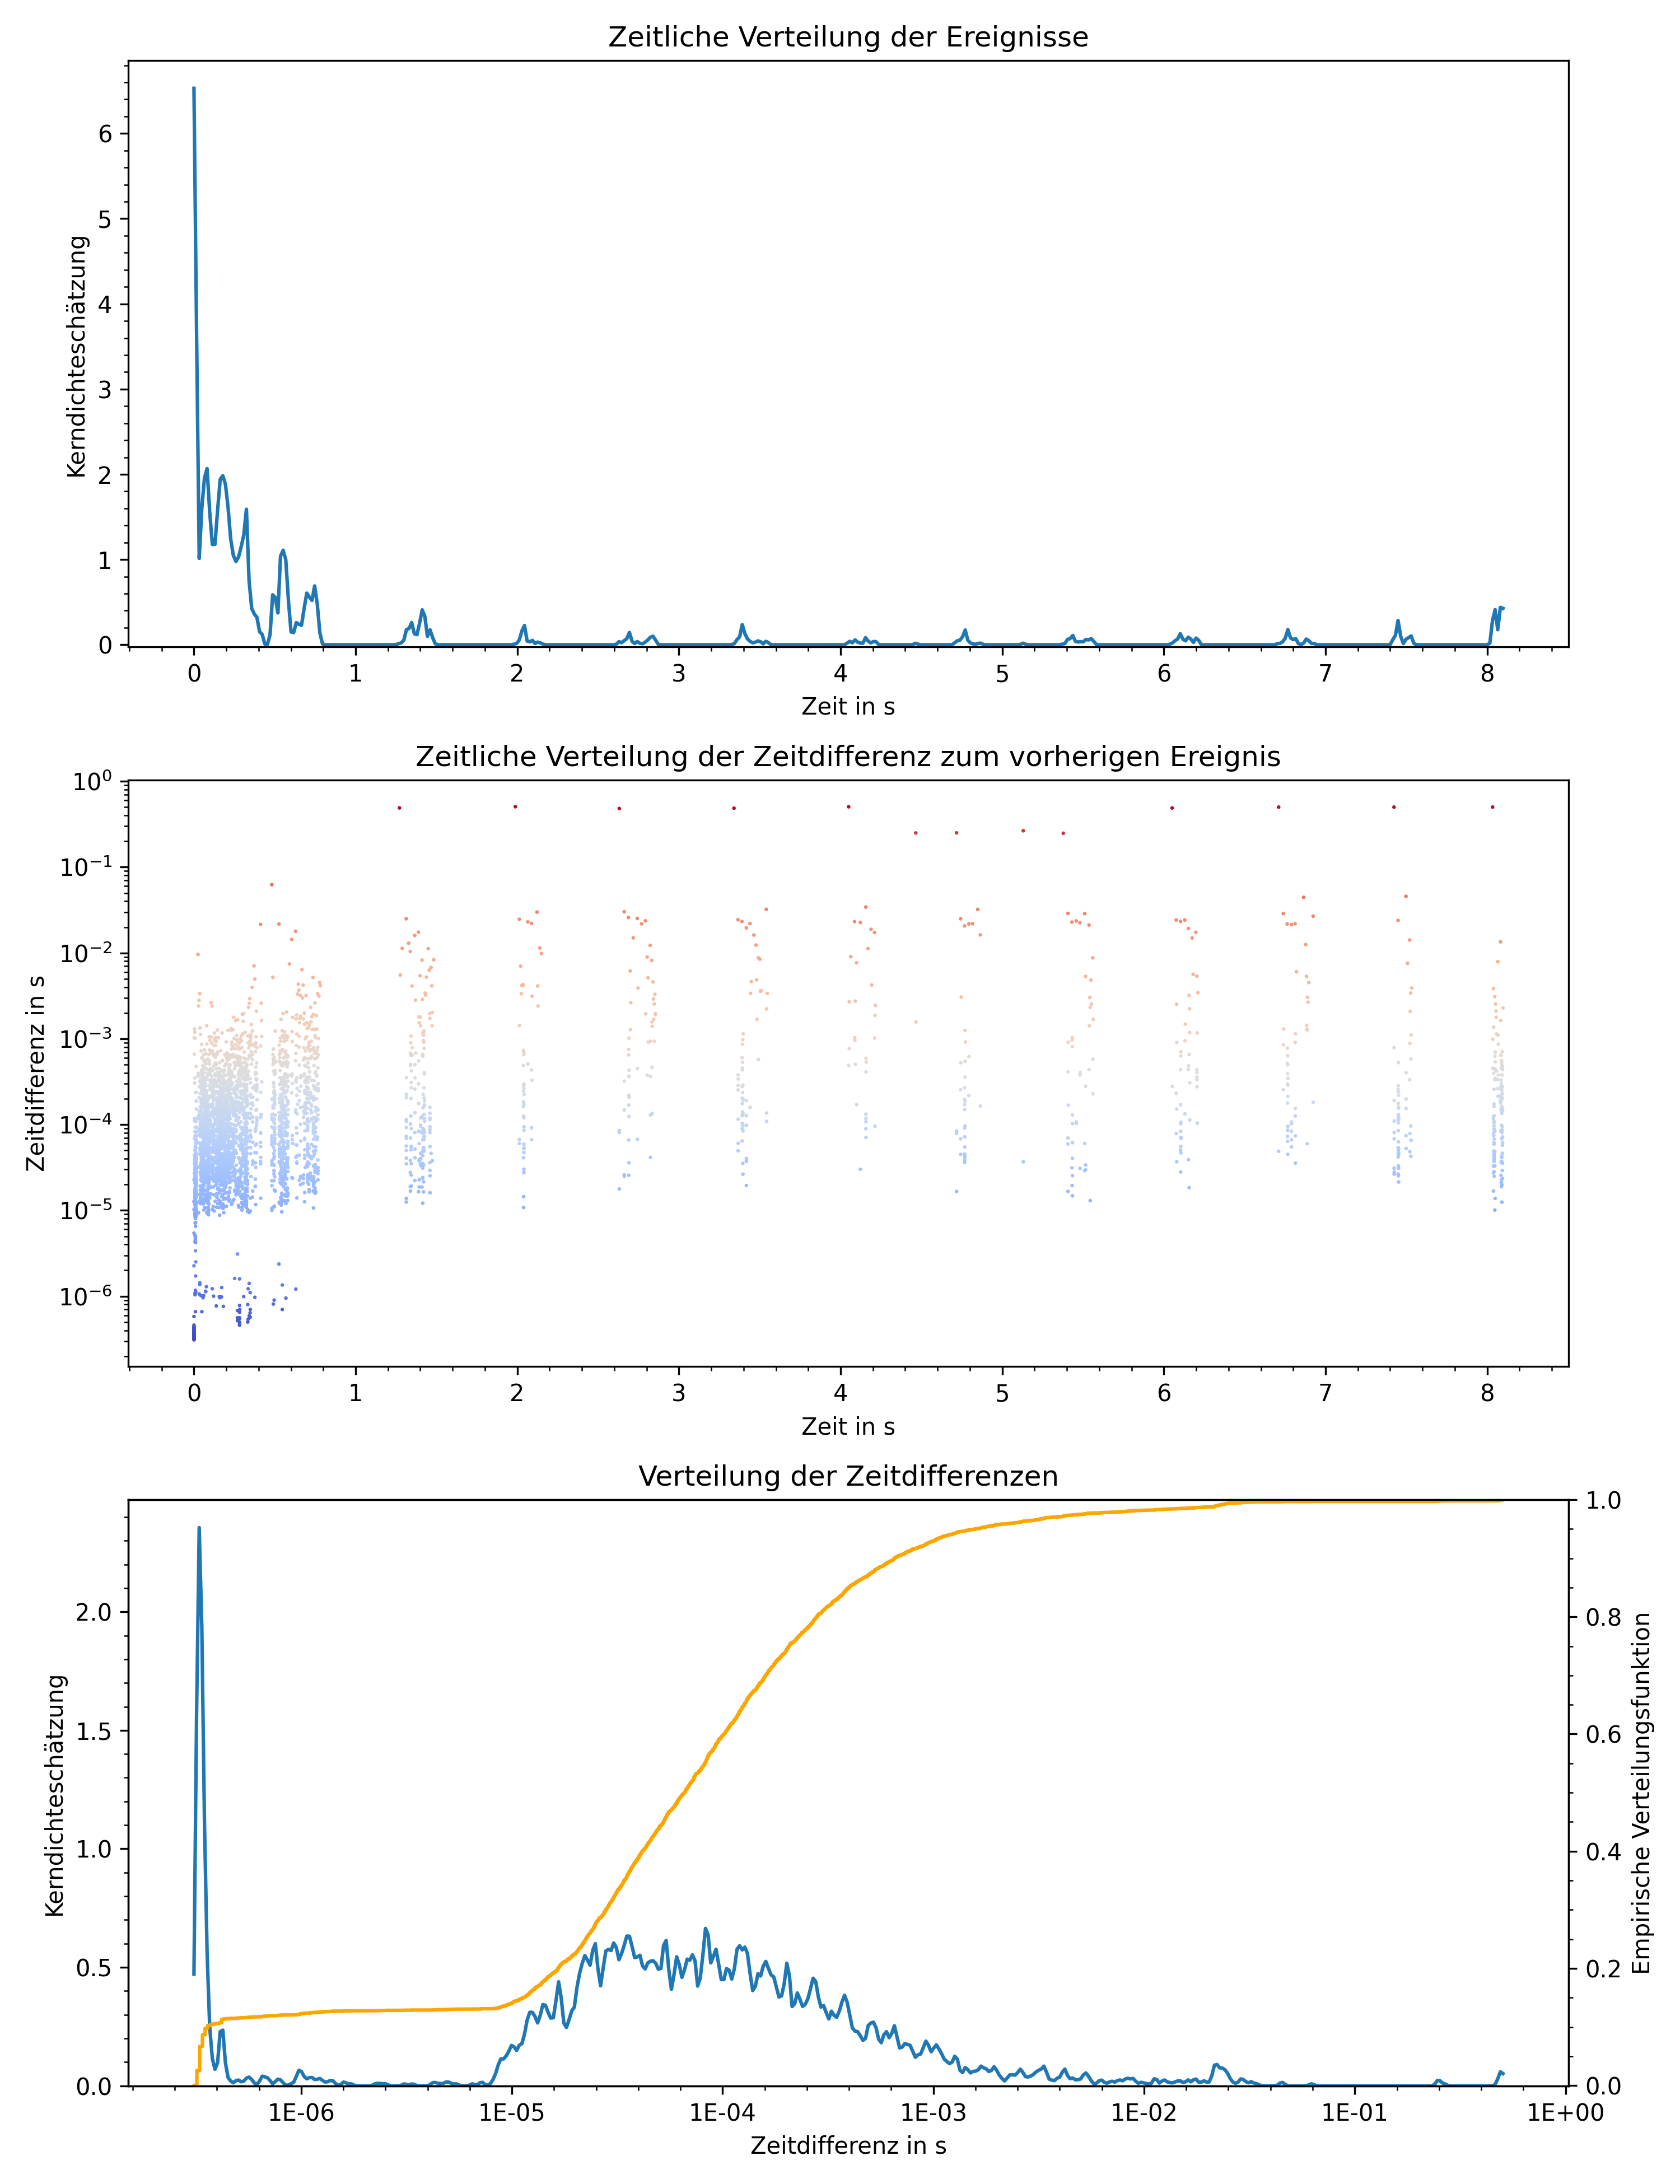 Zeitliche Verteilung der Ereignisse
Kerndichteschätzung
6
5
4
3
2
1
0
0 1 2 3 4 5 6 7 8
Zeit in s
Zeitliche Verteilung der Zeitdifferenz zum vorherigen Ereignis
Zeitdifferenz in s
10⁰
10⁻¹
10⁻²
10⁻³
10⁻⁴
10⁻⁵
10⁻⁶
0 1 2 3 4 5 6 7 8
Zeit in s
Verteilung der Zeitdifferenzen
Kerndichteschätzung
2.0
1.5
1.0
0.5
0.0
1.0
0.8
0.6
0.4
0.2
0.0
Empirische Verteilungsfunktion
1E-06 1E-05 1E-04 1E-03 1E-02 1E-01 1E+00
Zeitdifferenz in s